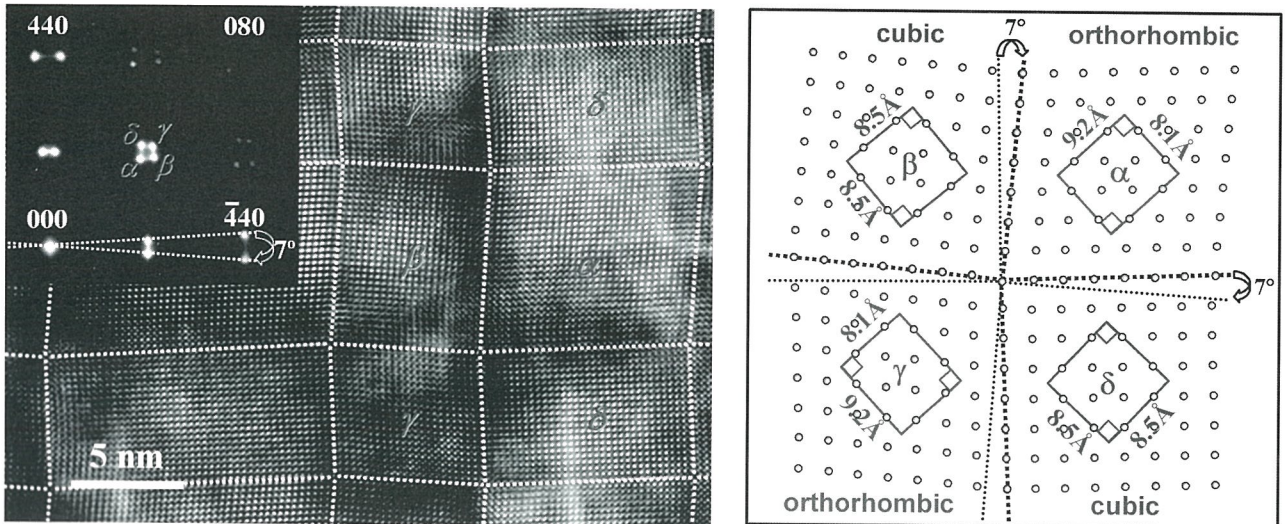 440 080
δ γ
α β
000 4̄40
7°
γ δ
β α
γ δ
5 nm
cubic 7° orthorhombic
8.5Å 9.2Å 8.1Å
β α
8.5Å
7°
8.1Å
γ δ
9.2Å 8.5Å 8.5Å
orthorhombic cubic